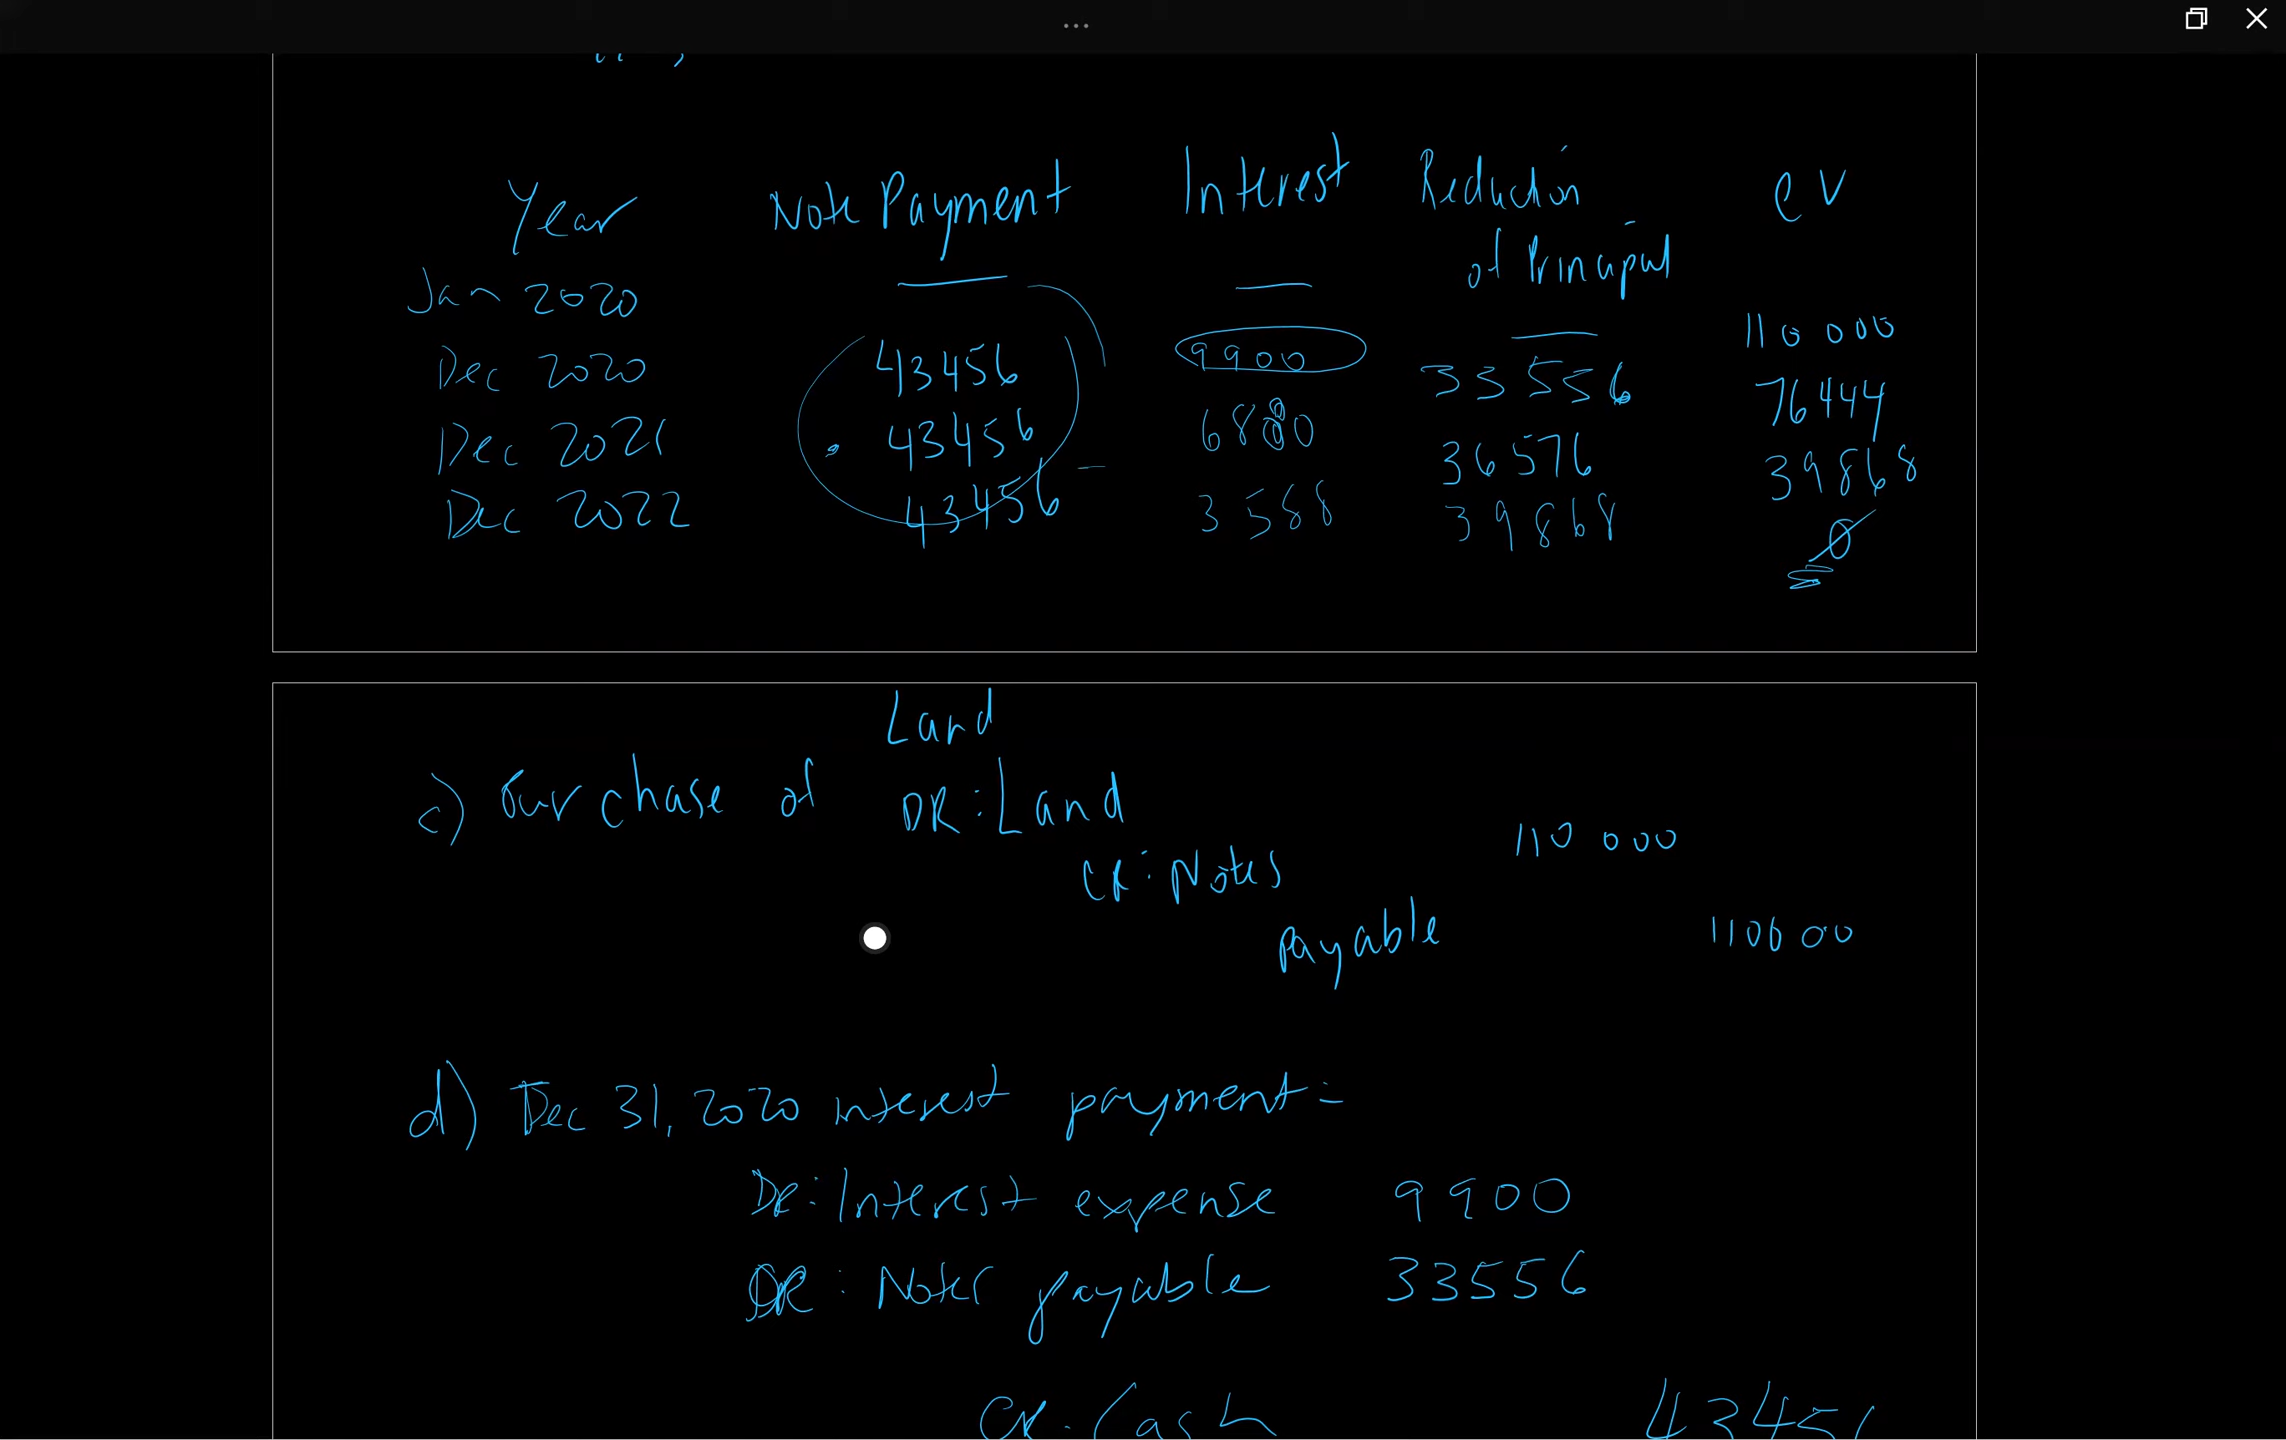 Year Note Payment Interest Reduction of Principal CV
Jan 2020 — — — 110 000
Dec 2020 43456 9900 33556 76444
Dec 2021 43456 6880 36576 39868
Dec 2022 43456 3588 39868 0
Land
c) Purchase of DR: Land 110 000
CR: Notes
payable 110000
d) Dec 31, 2020 interest payment =
DR: Interest expense 9900
DR: Notes payable 33556
CR: Cash 43456